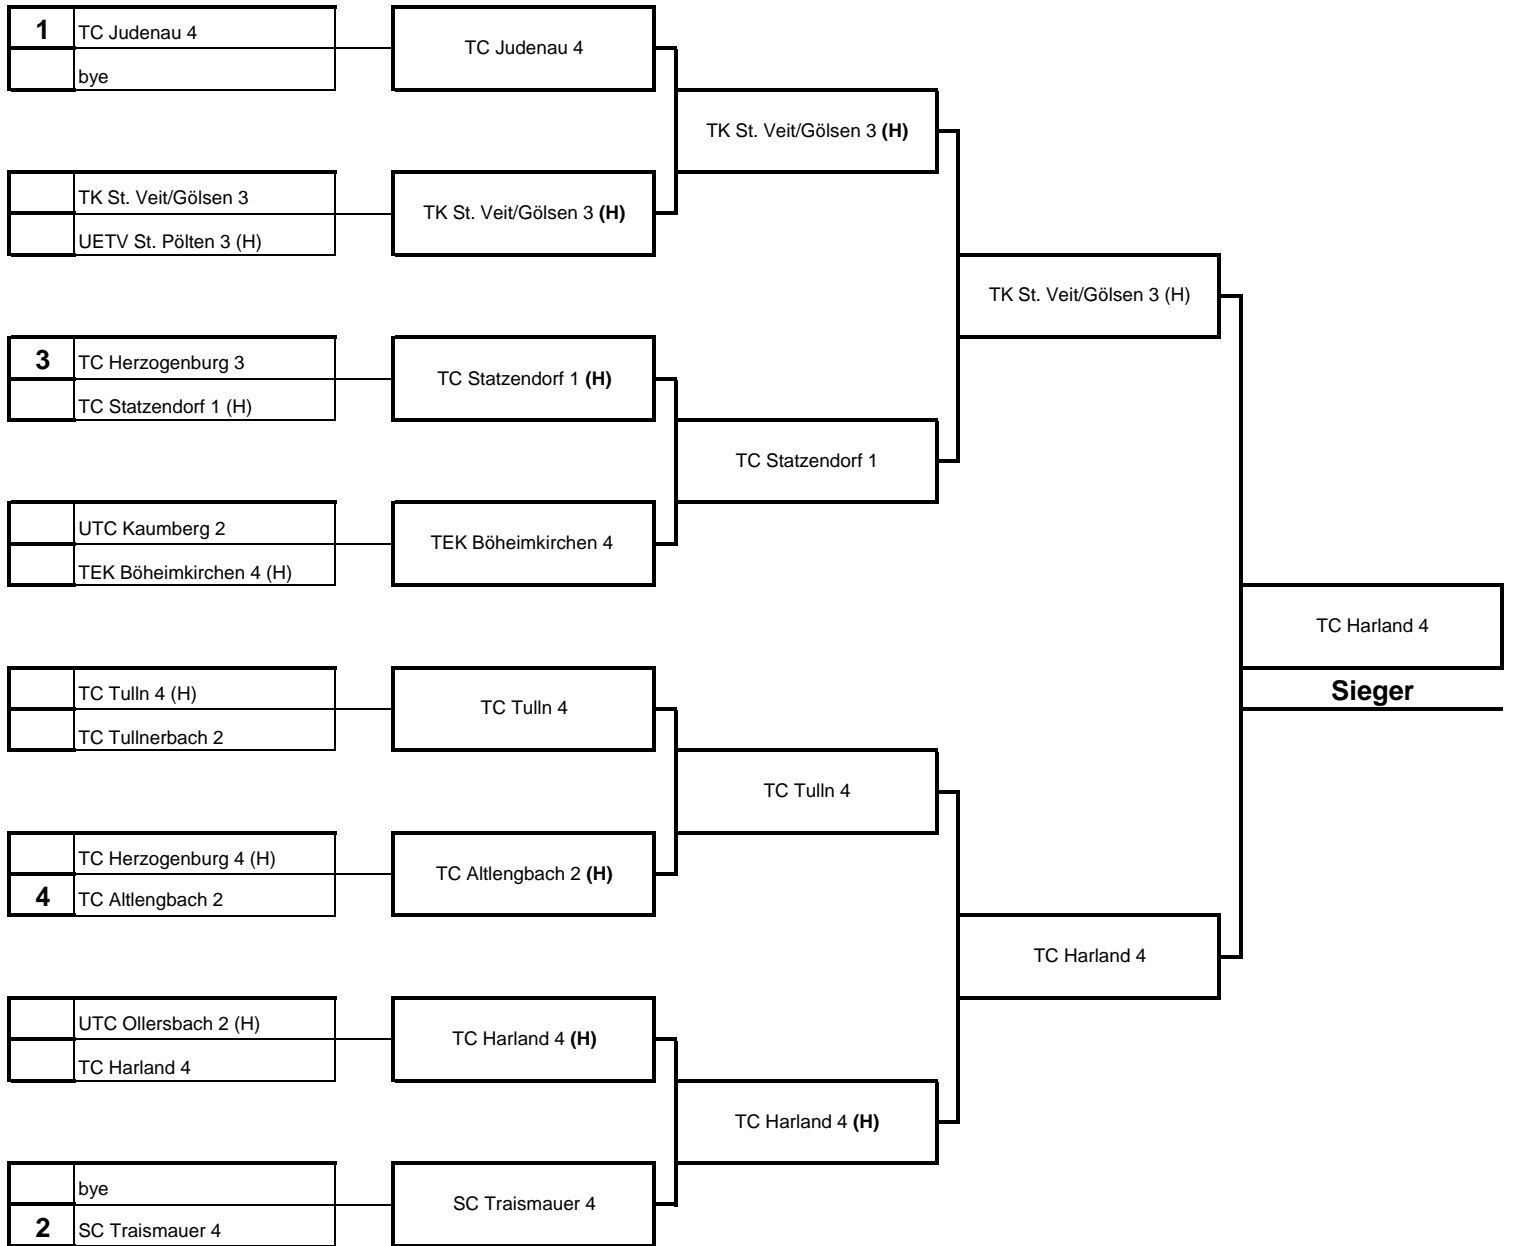 1 TC Judenau 4
bye
TC Judenau 4
TK St. Veit/Gölsen 3 (H)
TK St. Veit/Gölsen 3
UETV St. Pölten 3 (H)
TK St. Veit/Gölsen 3 (H)
TK St. Veit/Gölsen 3 (H)
3 TC Herzogenburg 3
TC Statzendorf 1 (H)
TC Statzendorf 1 (H)
TC Statzendorf 1
UTC Kaumberg 2
TEK Böheimkirchen 4 (H)
TEK Böheimkirchen 4
TC Harland 4
Sieger
TC Tulln 4 (H)
TC Tullnerbach 2
TC Tulln 4
TC Tulln 4
TC Herzogenburg 4 (H)
4 TC Altlengbach 2
TC Altlengbach 2 (H)
TC Harland 4
UTC Ollersbach 2 (H)
TC Harland 4
TC Harland 4 (H)
TC Harland 4 (H)
bye
2 SC Traismauer 4
SC Traismauer 4